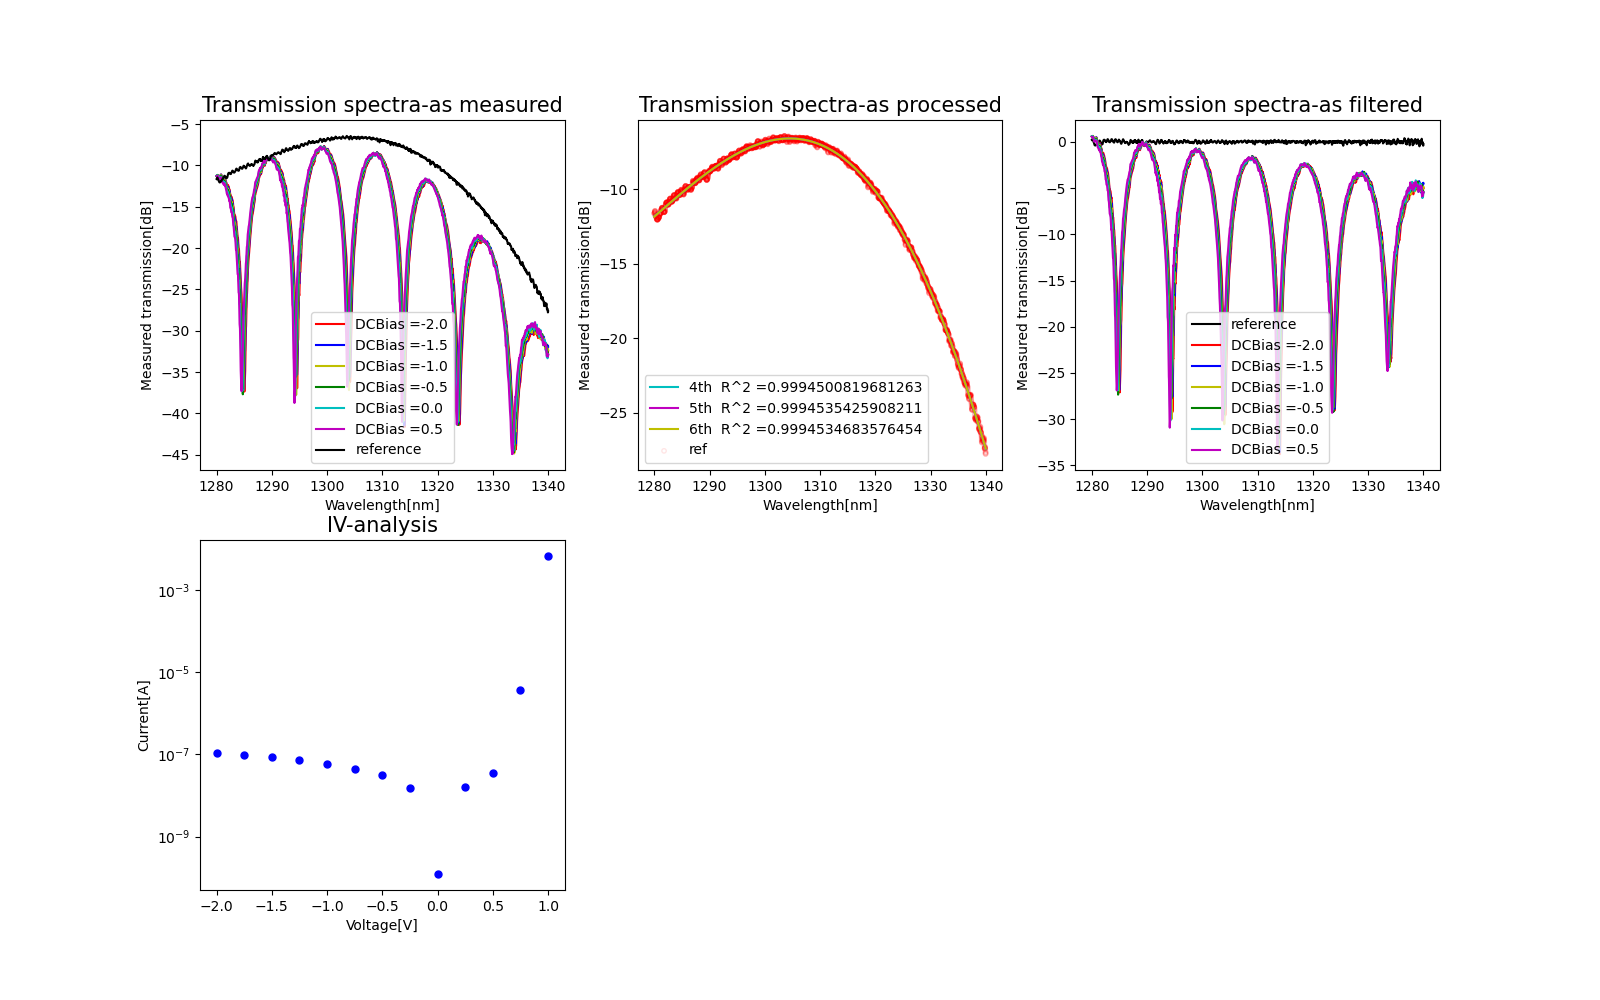 Transmission spectra-as measured
−5
−10
−15
−20
−25
−30
−35
−40
−45
Measured transmission[dB]
DCBias =-2.0
DCBias =-1.5
DCBias =-1.0
DCBias =-0.5
DCBias =0.0
DCBias =0.5
reference
1280 1290 1300 1310 1320 1330 1340
Wavelength[nm]
Transmission spectra-as processed
−10
−15
−20
−25
Measured transmission[dB]
4th R^2 =0.9994500819681263
5th R^2 =0.9994535425908211
6th R^2 =0.9994534683576454
ref
1280 1290 1300 1310 1320 1330 1340
Wavelength[nm]
Transmission spectra-as filtered
0
−5
−10
−15
−20
−25
−30
−35
Measured transmission[dB]
reference
DCBias =-2.0
DCBias =-1.5
DCBias =-1.0
DCBias =-0.5
DCBias =0.0
DCBias =0.5
1280 1290 1300 1310 1320 1330 1340
Wavelength[nm]
IV-analysis
10⁻³
10⁻⁵
10⁻⁷
10⁻⁹
Current[A]
−2.0 −1.5 −1.0 −0.5 0.0 0.5 1.0
Voltage[V]